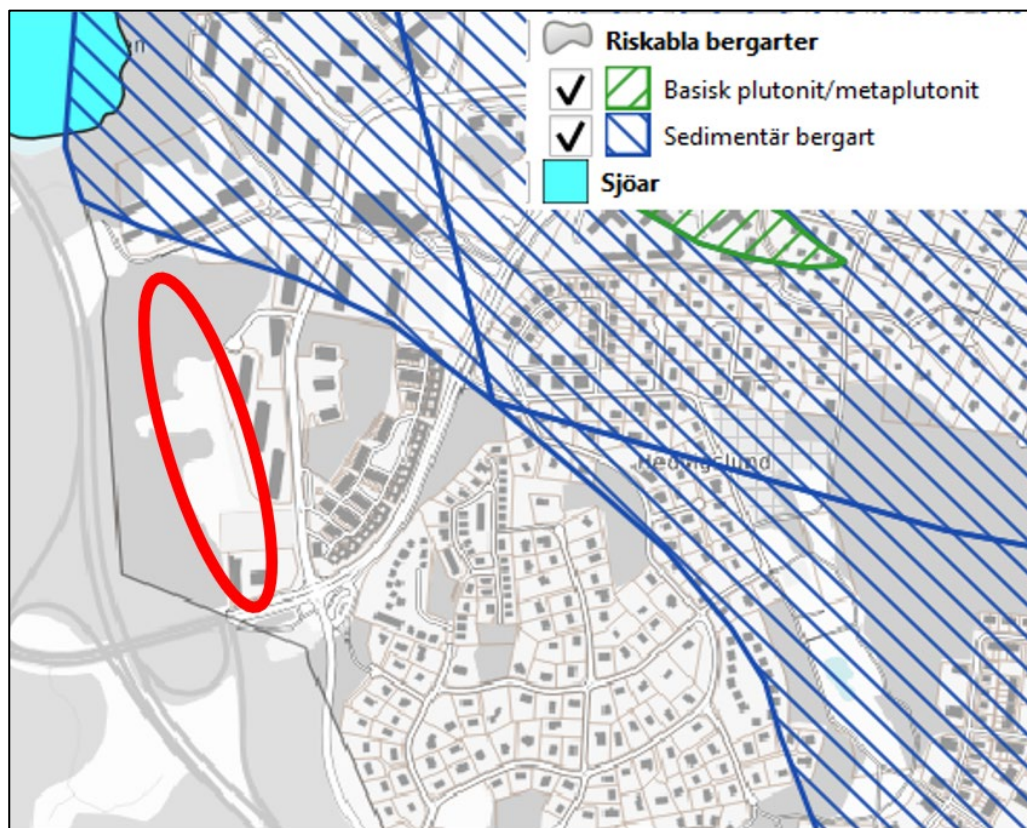 Riskabla bergarter
Basisk plutonit/metaplutonit
Sedimentär bergart
Sjöar
Hedvigslund